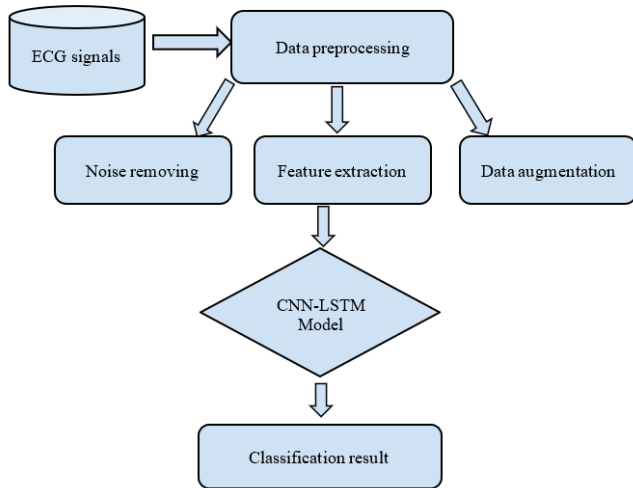 ECG signals
Data preprocessing
Noise removing
Feature extraction
Data augmentation
CNN-LSTM
Model
Classification result